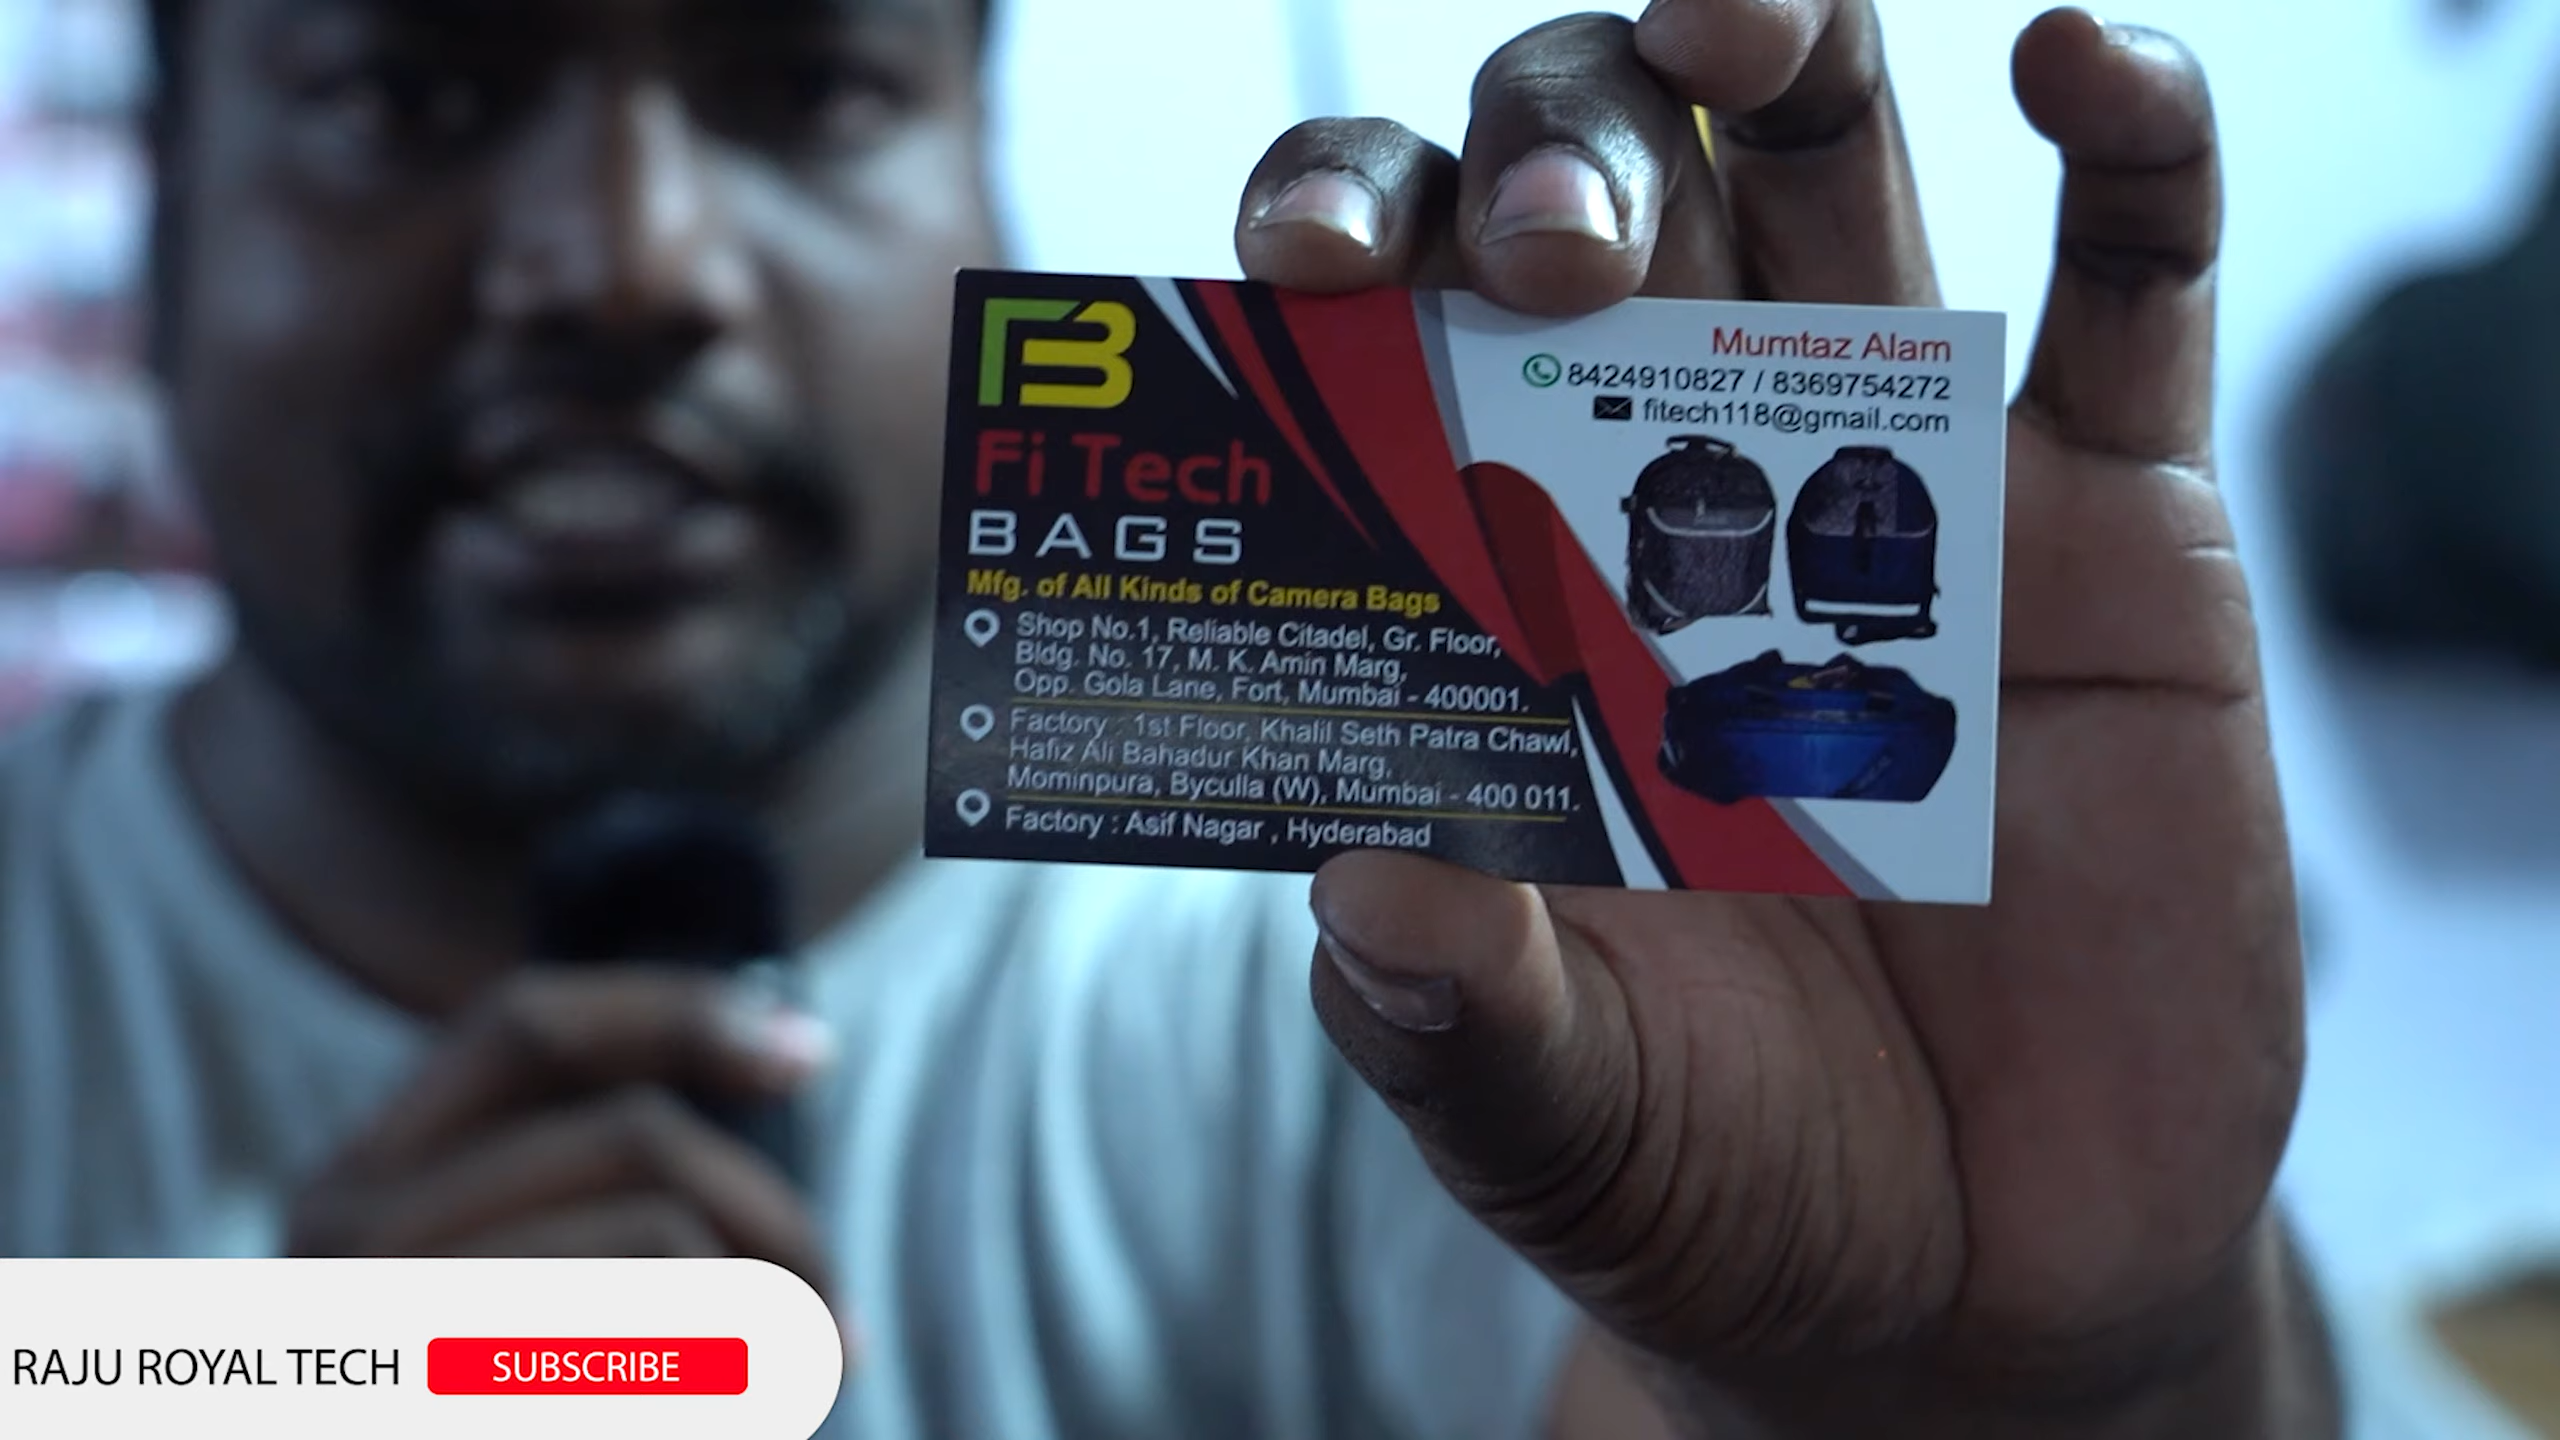 FB
Fi Tech
BAGS
Mfg. of All Kinds of Camera Bags
Shop No.1, Reliable Citadel, Gr. Floor,
Bldg. No. 17, M. K. Amin Marg,
Opp. Gola Lane, Fort, Mumbai - 400001.
Factory : 1st Floor, Khalil Seth Patra Chawl,
Hafiz Ali Bahadur Khan Marg,
Mominpura, Byculla (W), Mumbai - 400 011.
Factory : Asif Nagar , Hyderabad
Mumtaz Alam
8424910827 / 8369754272
fitech118@gmail.com
RAJU ROYAL TECH
SUBSCRIBE